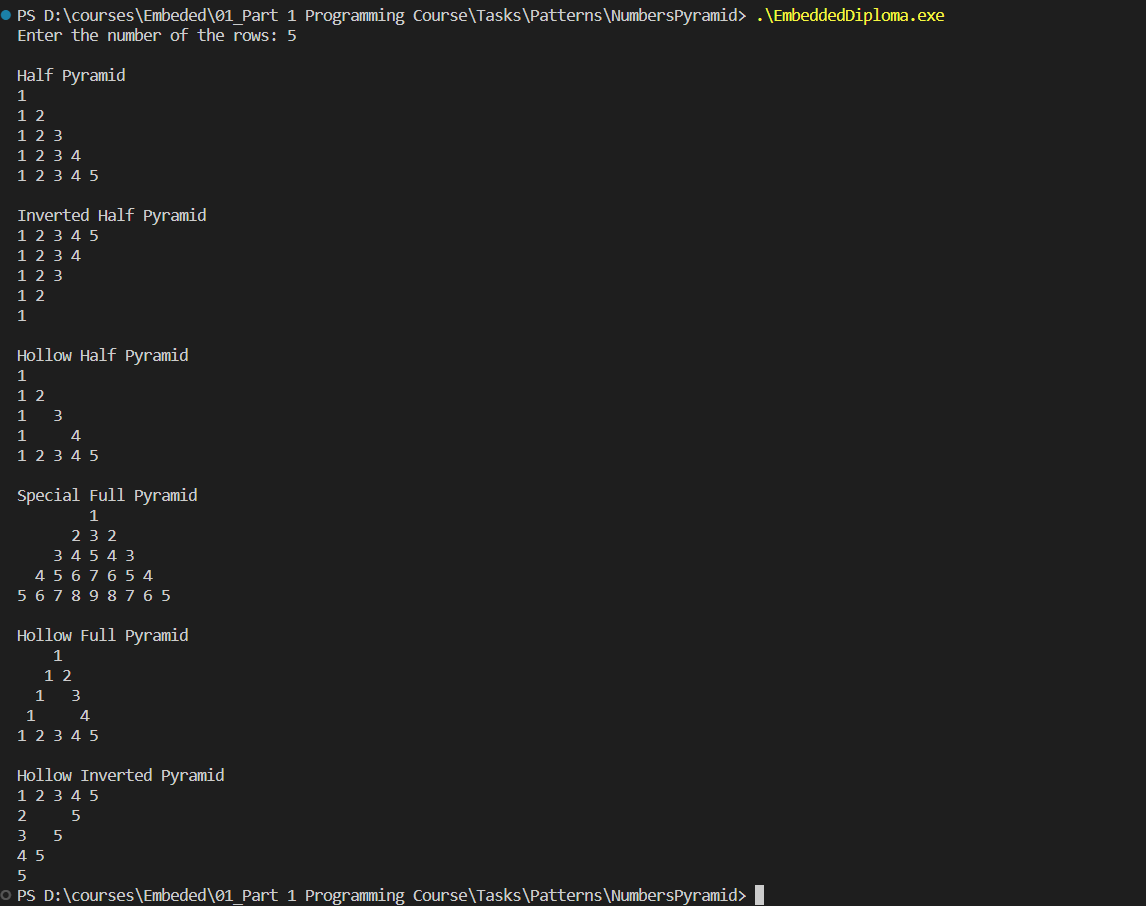 PS D:\courses\Embeded\01_Part 1 Programming Course\Tasks\Patterns\NumbersPyramid> .\EmbeddedDiploma.exe
Enter the number of the rows: 5

Half Pyramid
1
1 2
1 2 3
1 2 3 4
1 2 3 4 5

Inverted Half Pyramid
1 2 3 4 5
1 2 3 4
1 2 3
1 2
1

Hollow Half Pyramid
1
1 2
1   3
1     4
1 2 3 4 5

Special Full Pyramid
        1
      2 3 2
    3 4 5 4 3
  4 5 6 7 6 5 4
5 6 7 8 9 8 7 6 5

Hollow Full Pyramid
    1
   1 2
  1   3
 1     4
1 2 3 4 5

Hollow Inverted Pyramid
1 2 3 4 5
2     5
3   5
4 5
5
PS D:\courses\Embeded\01_Part 1 Programming Course\Tasks\Patterns\NumbersPyramid>